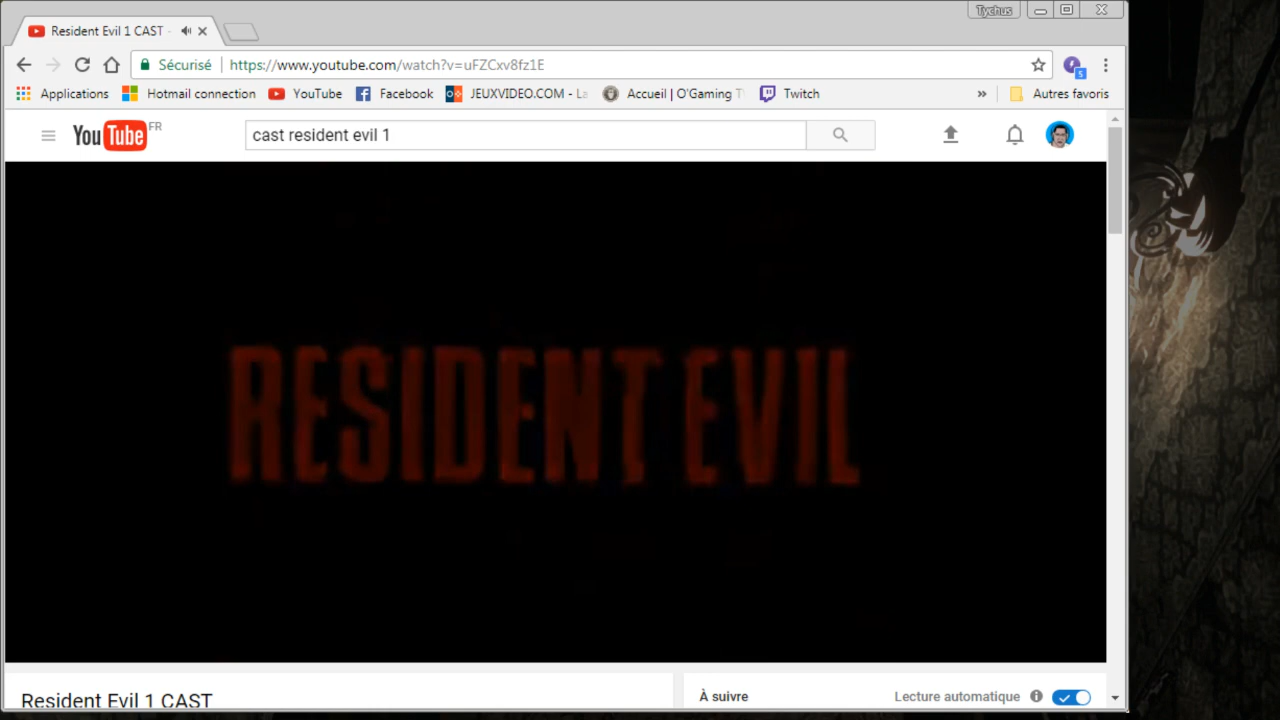 Tychus
Resident Evil 1 CAST -
Sécurisé https://www.youtube.com/watch?v=uFZCxv8fz1E
Applications Hotmail connection YouTube Facebook JEUXVIDEO.COM - La Accueil | O'Gaming T Twitch » Autres favoris
5
YouTube FR cast resident evil 1
RESIDENT EVIL
Resident Evil 1 CAST
À suivre Lecture automatique